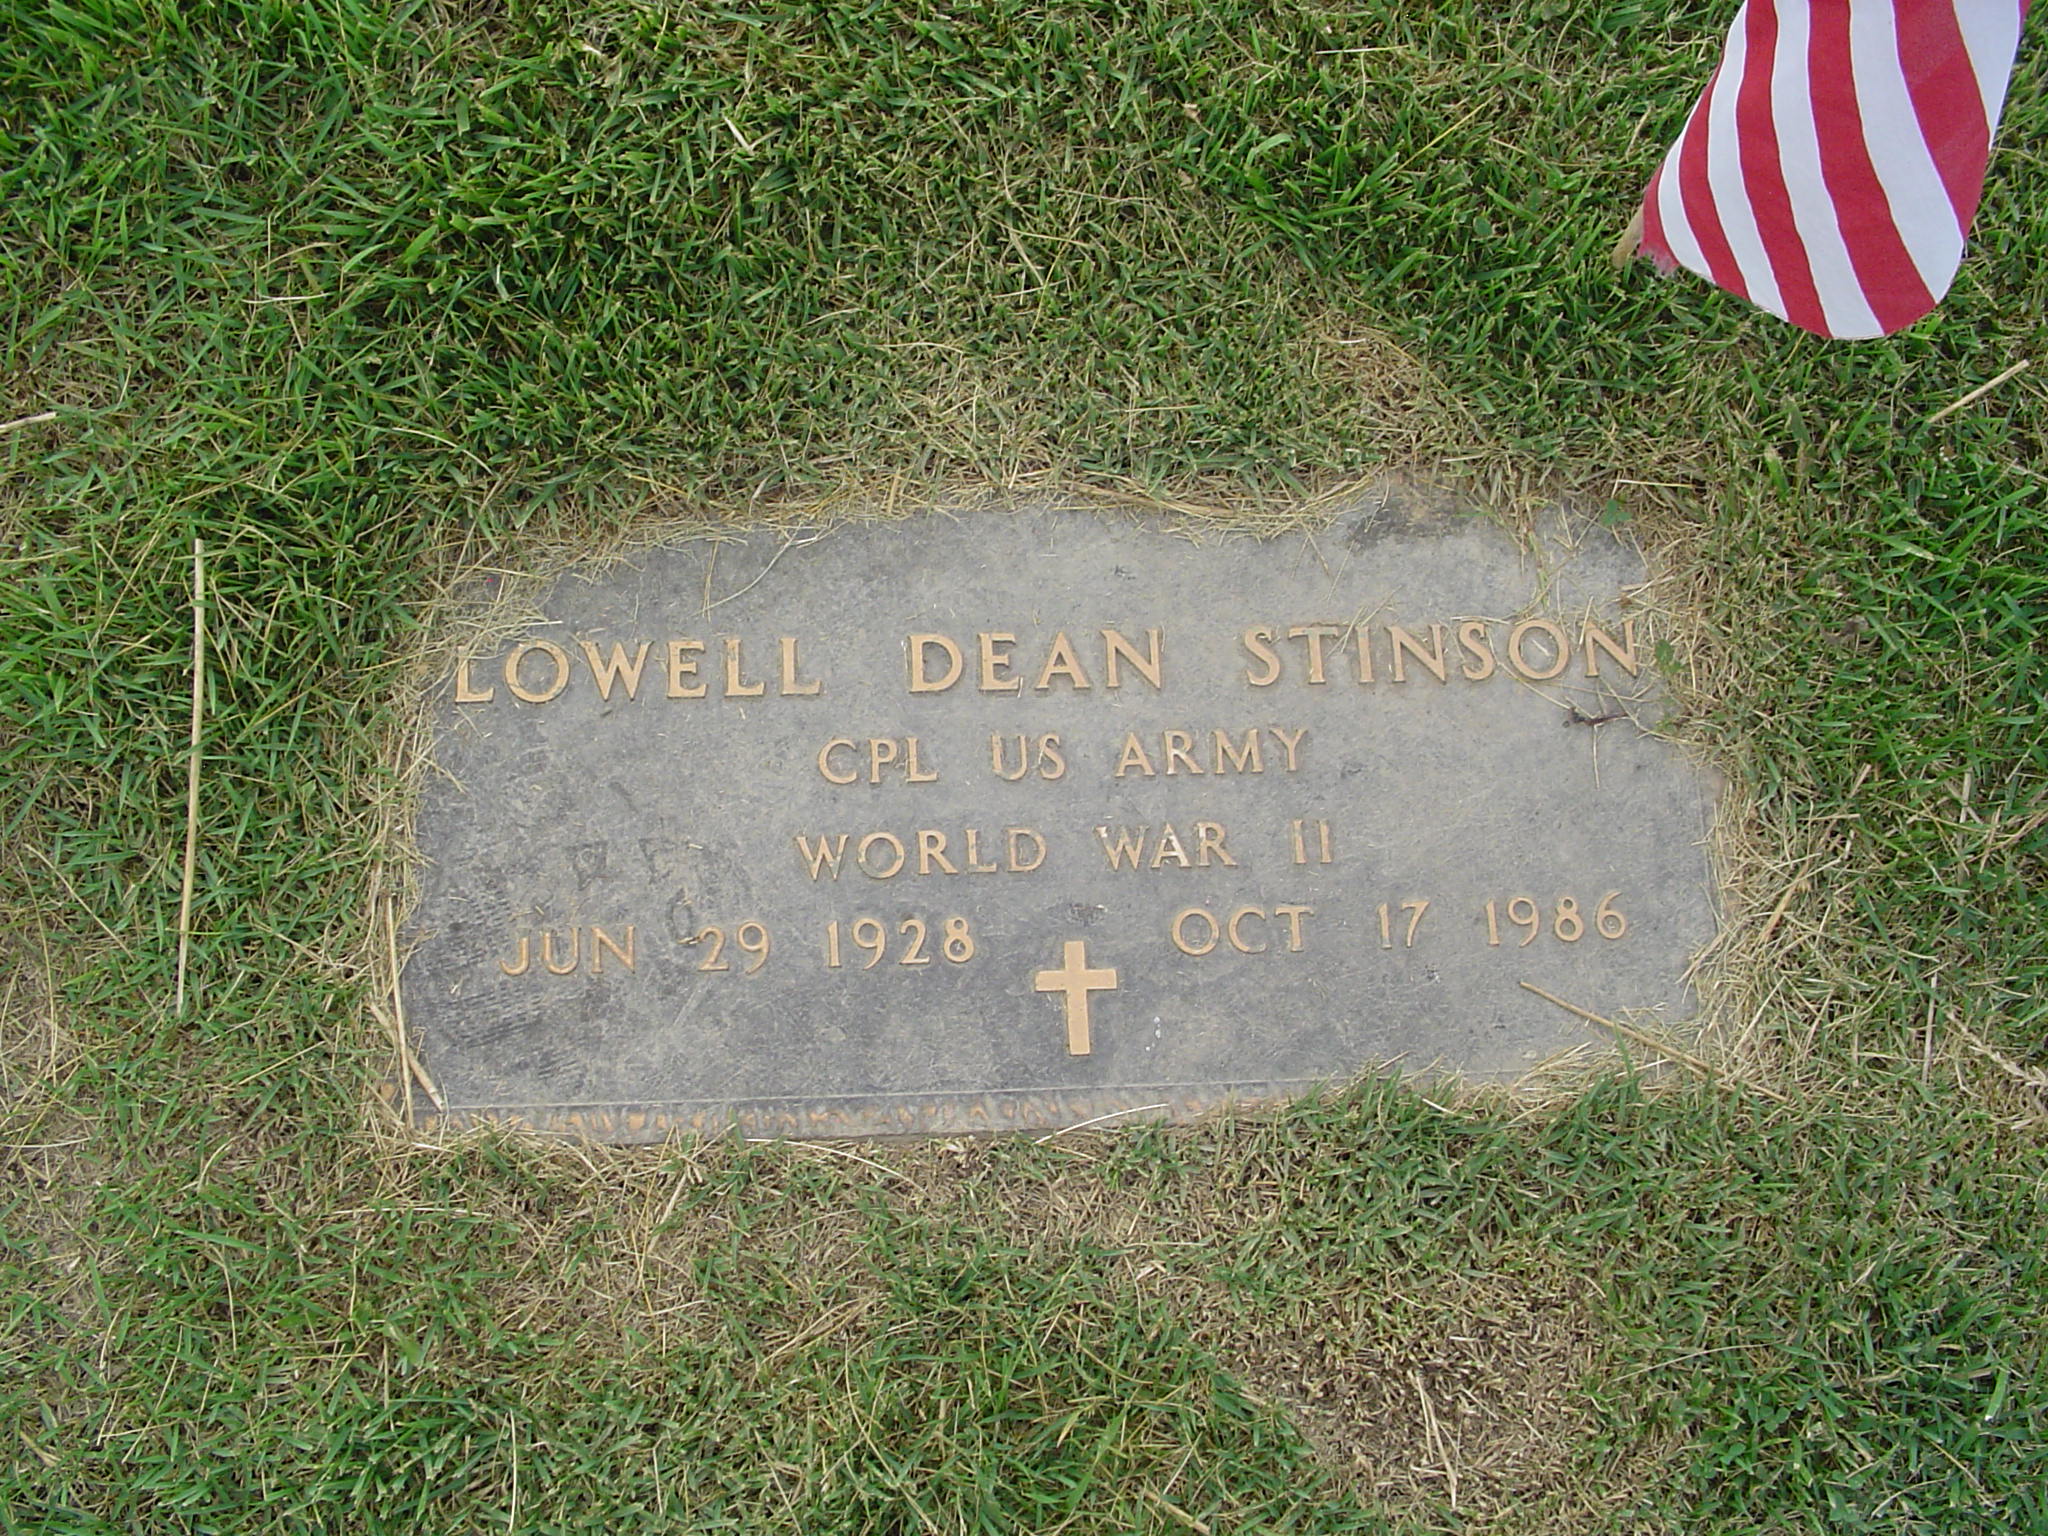 LOWELL DEAN STINSON
CPL US ARMY
WORLD WAR II
JUN 29 1928 OCT 17 1986